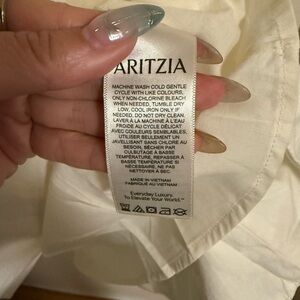 ARITZIA
MACHINE WASH COLD GENTLE
CYCLE WITH LIKE COLOURS,
ONLY NON-CHLORINE BLEACH
WHEN NEEDED, TUMBLE DRY
LOW, COOL IRON ONLY IF
NEEDED, DO NOT DRY CLEAN.
LAVER À LA MACHINE À L'EAU
FROIDE AU CYCLE DÉLICAT
AVEC COULEURS SEMBLABLES,
UTILISER SEULEMENT UN
JAVELLISANT SANS CHLORE AU
BESOIN, SÉCHER PAR
CULBUTAGE À BASSE
TEMPÉRATURE, REPASSER À
BASSE TEMPÉRATURE SI
NÉCESSAIRE, NE PAS
NETTOYER À SEC.
MADE IN VIETNAM
FABRIQUÉ AU VIETNAM
Everyday Luxury.
To Elevate Your World.™